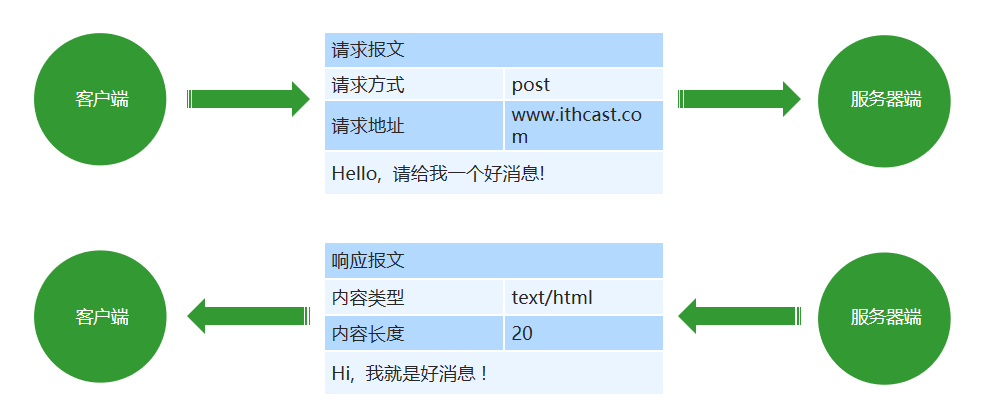 客户端
请求报文
请求方式 post
请求地址 www.ithcast.co
m
Hello, 请给我一个好消息!
服务器端
客户端
响应报文
内容类型 text/html
内容长度 20
Hi, 我就是好消息！
服务器端